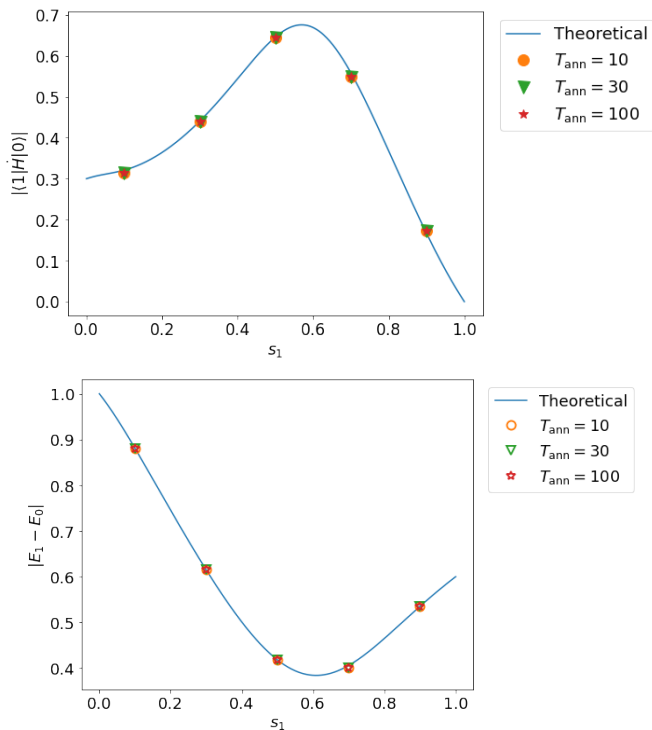 0.7
0.6
0.5
0.4
0.3
0.2
0.1
0.0
|⟨1|Ḣ|0⟩|
0.0 0.2 0.4 0.6 0.8 1.0
s₁
Theoretical
Tₐₙₙ = 10
Tₐₙₙ = 30
Tₐₙₙ = 100
1.0
0.9
0.8
0.7
0.6
0.5
0.4
|E₁ − E₀|
0.0 0.2 0.4 0.6 0.8 1.0
s₁
Theoretical
Tₐₙₙ = 10
Tₐₙₙ = 30
Tₐₙₙ = 100